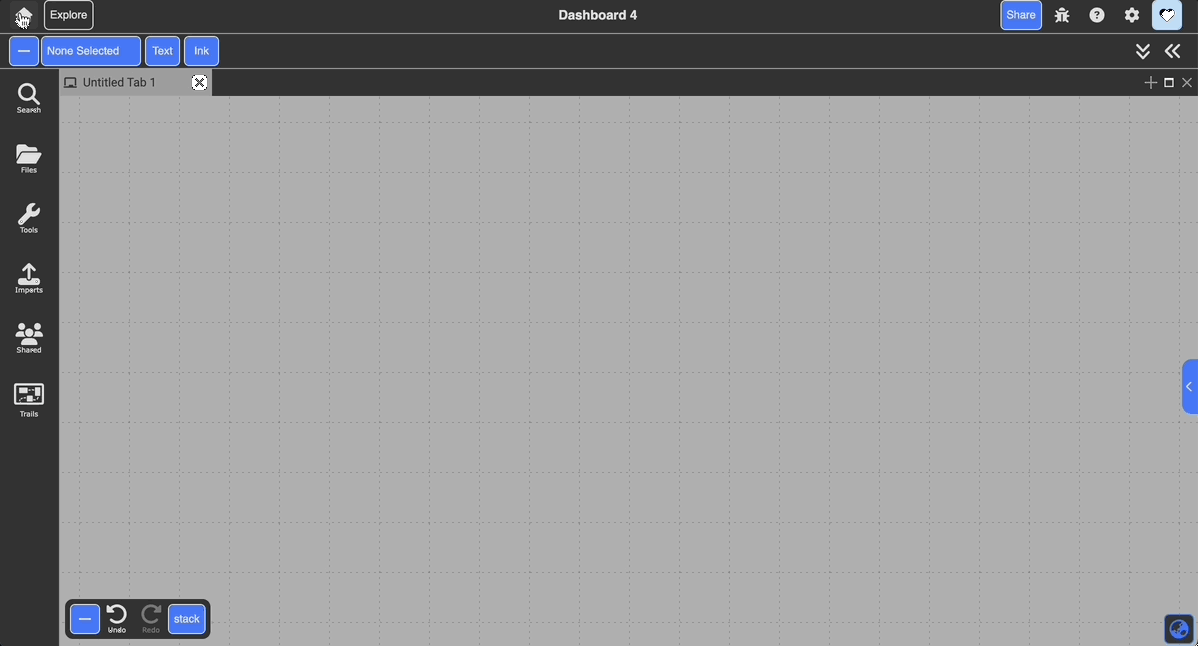 Explore
Dashboard 4
Share
None Selected
Text
Ink
Untitled Tab 1
Search
Files
Tools
Imports
Shared
Trails
Undo
Redo
stack